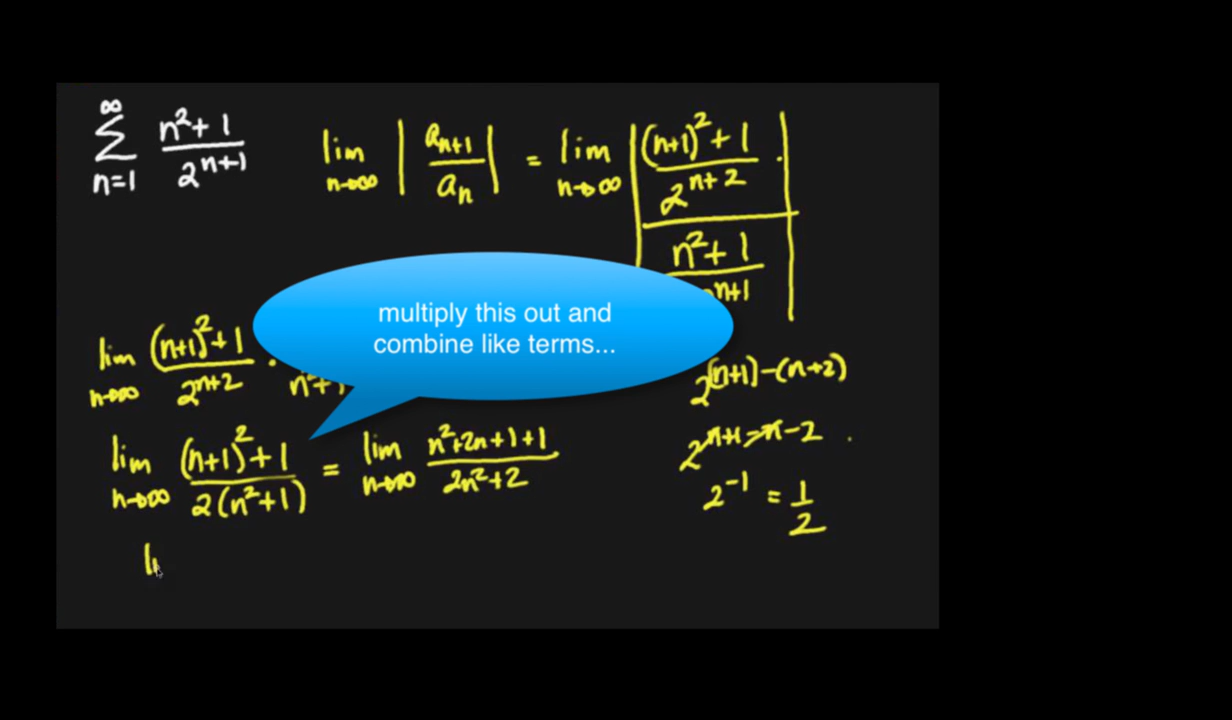 ∞
∑ n²+1 / 2^(n+1)
n=1
lim n→∞ | a_(n+1) / a_n | = lim n→∞ | (n+1)²+1 / 2^(n+2) ·
n²+1 / n+1 |
multiply this out and
combine like terms...
lim n→∞ (n+1)²+1 / 2^(n+2) · n²+1
2^((n+1)-(n+2))
lim n→∞ (n+1)²+1 / 2(n²+1) = lim n→∞ n²+2n+1+1 / 2n²+2
2^(n+1-n-2) .
2^(-1) = 1/2